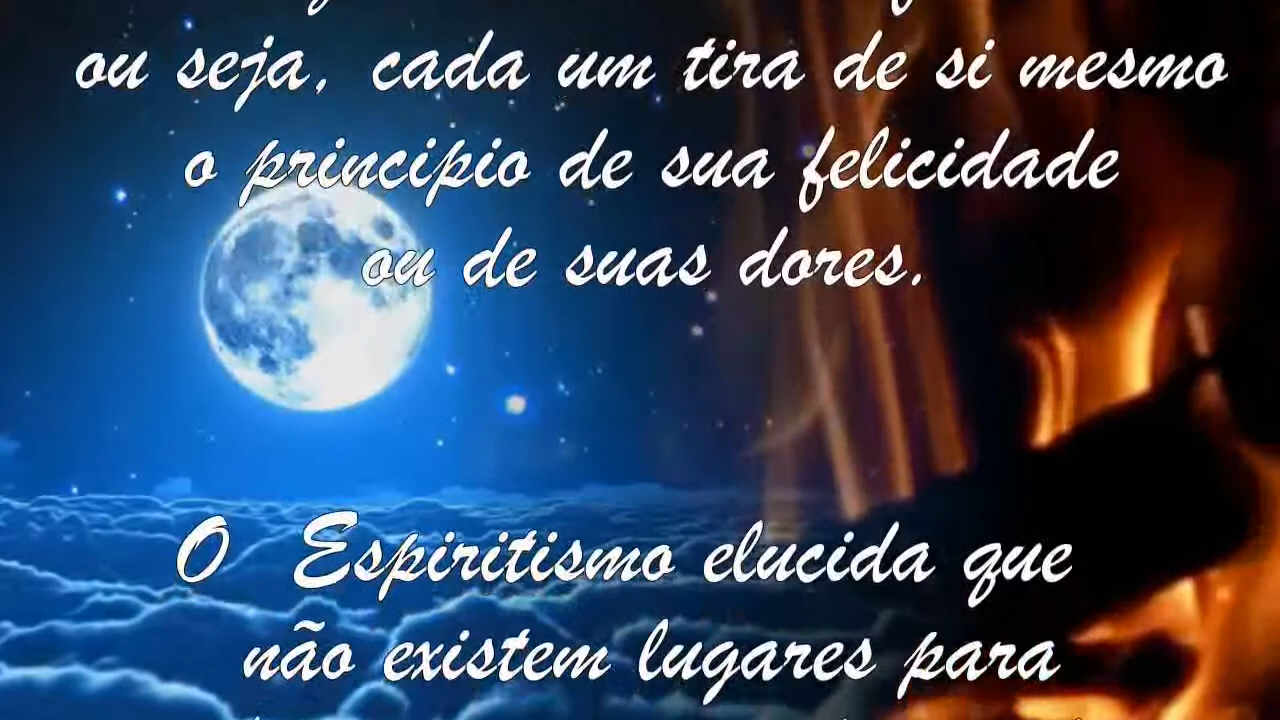 ou seja, cada um tira de si mesmo
o principio de sua felicidade
ou de suas dores.
O Espiritismo elucida que
não existem lugares para